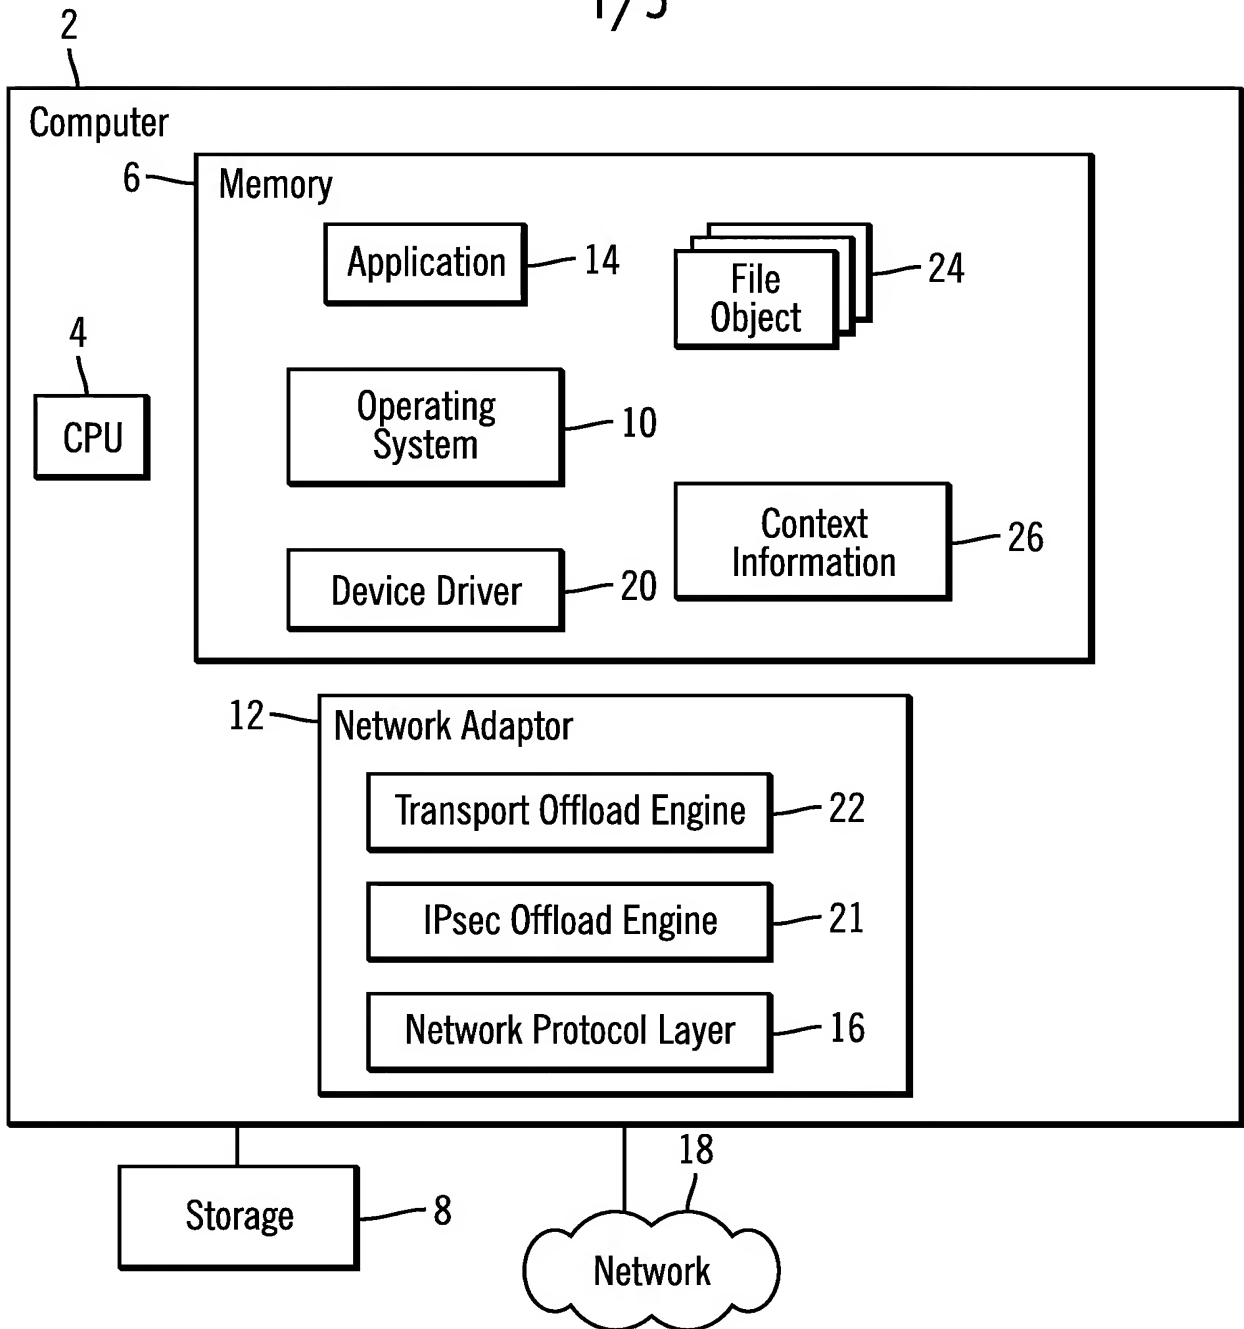 1/5
2
Computer
6
Memory
Application
14
File
Object
24
4
CPU
Operating
System
10
Context
Information
26
Device Driver
20
12
Network Adaptor
Transport Offload Engine
22
IPsec Offload Engine
21
Network Protocol Layer
16
18
Storage
8
Network